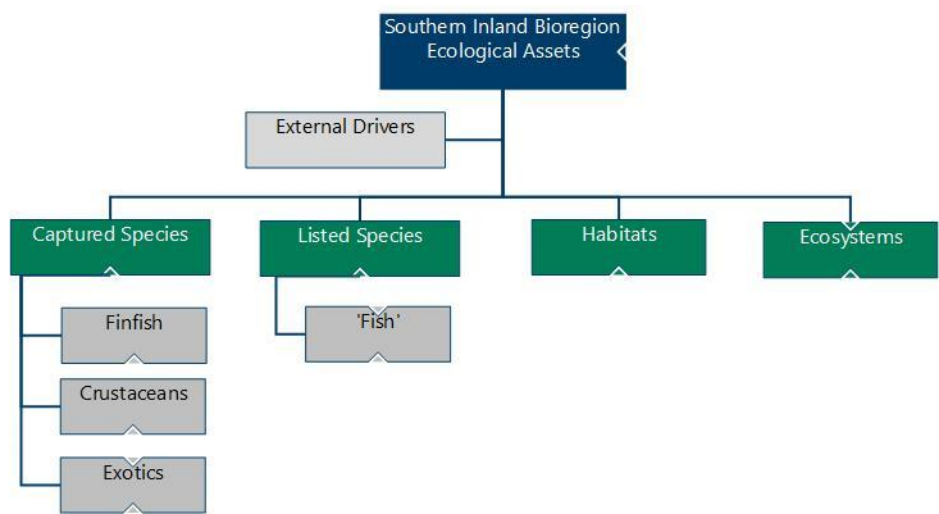 Southern Inland Bioregion
Ecological Assets
External Drivers
Captured Species
Listed Species
Habitats
Ecosystems
Finfish
'Fish'
Crustaceans
Exotics